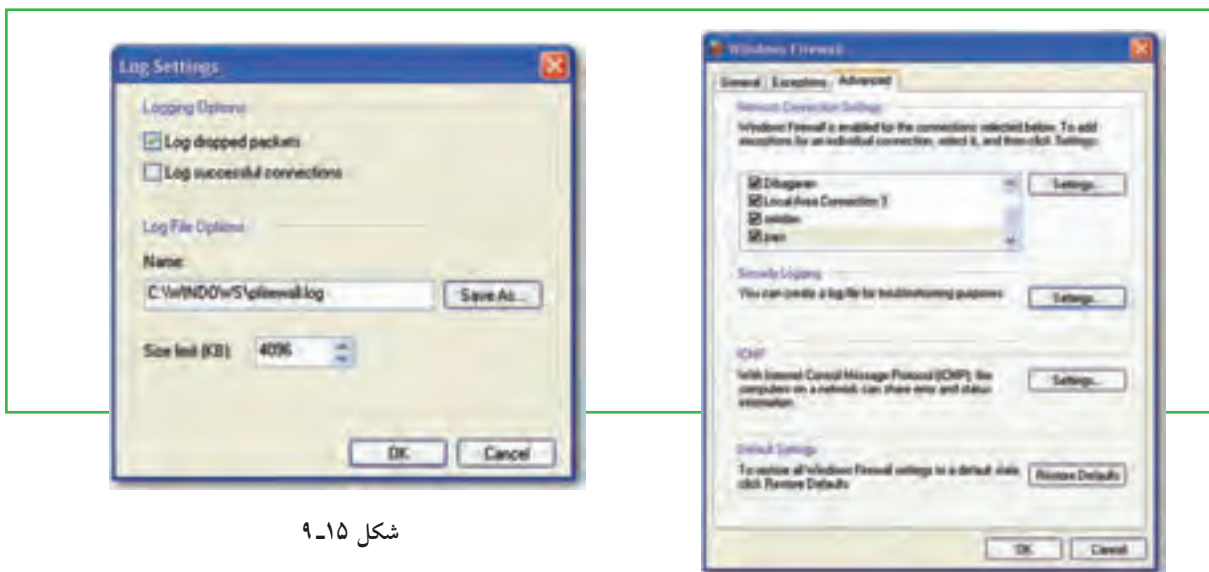 Log Settings
Logging Options
Log dropped packets
Log successful connections
Log File Options
Name:
C:\WINDOWS\pfirewall.log
Save As...
Size limit (KB):
4096
OK
Cancel
شکل ۱۵ـ۹
Windows Firewall
General
Exceptions
Advanced
Network Connection Settings
Windows Firewall is enabled for the connections selected below. To add
exceptions for an individual connection, select it, and then click Settings:
Local Area Connection
Settings...
Security Logging
You can create a log file for troubleshooting purposes.
Settings...
ICMP
With Internet Control Message Protocol (ICMP), the
computers on a network can share error and status
information.
Settings...
Default Settings
To restore all Windows Firewall settings to a default state,
click Restore Defaults.
Restore Defaults
OK
Cancel